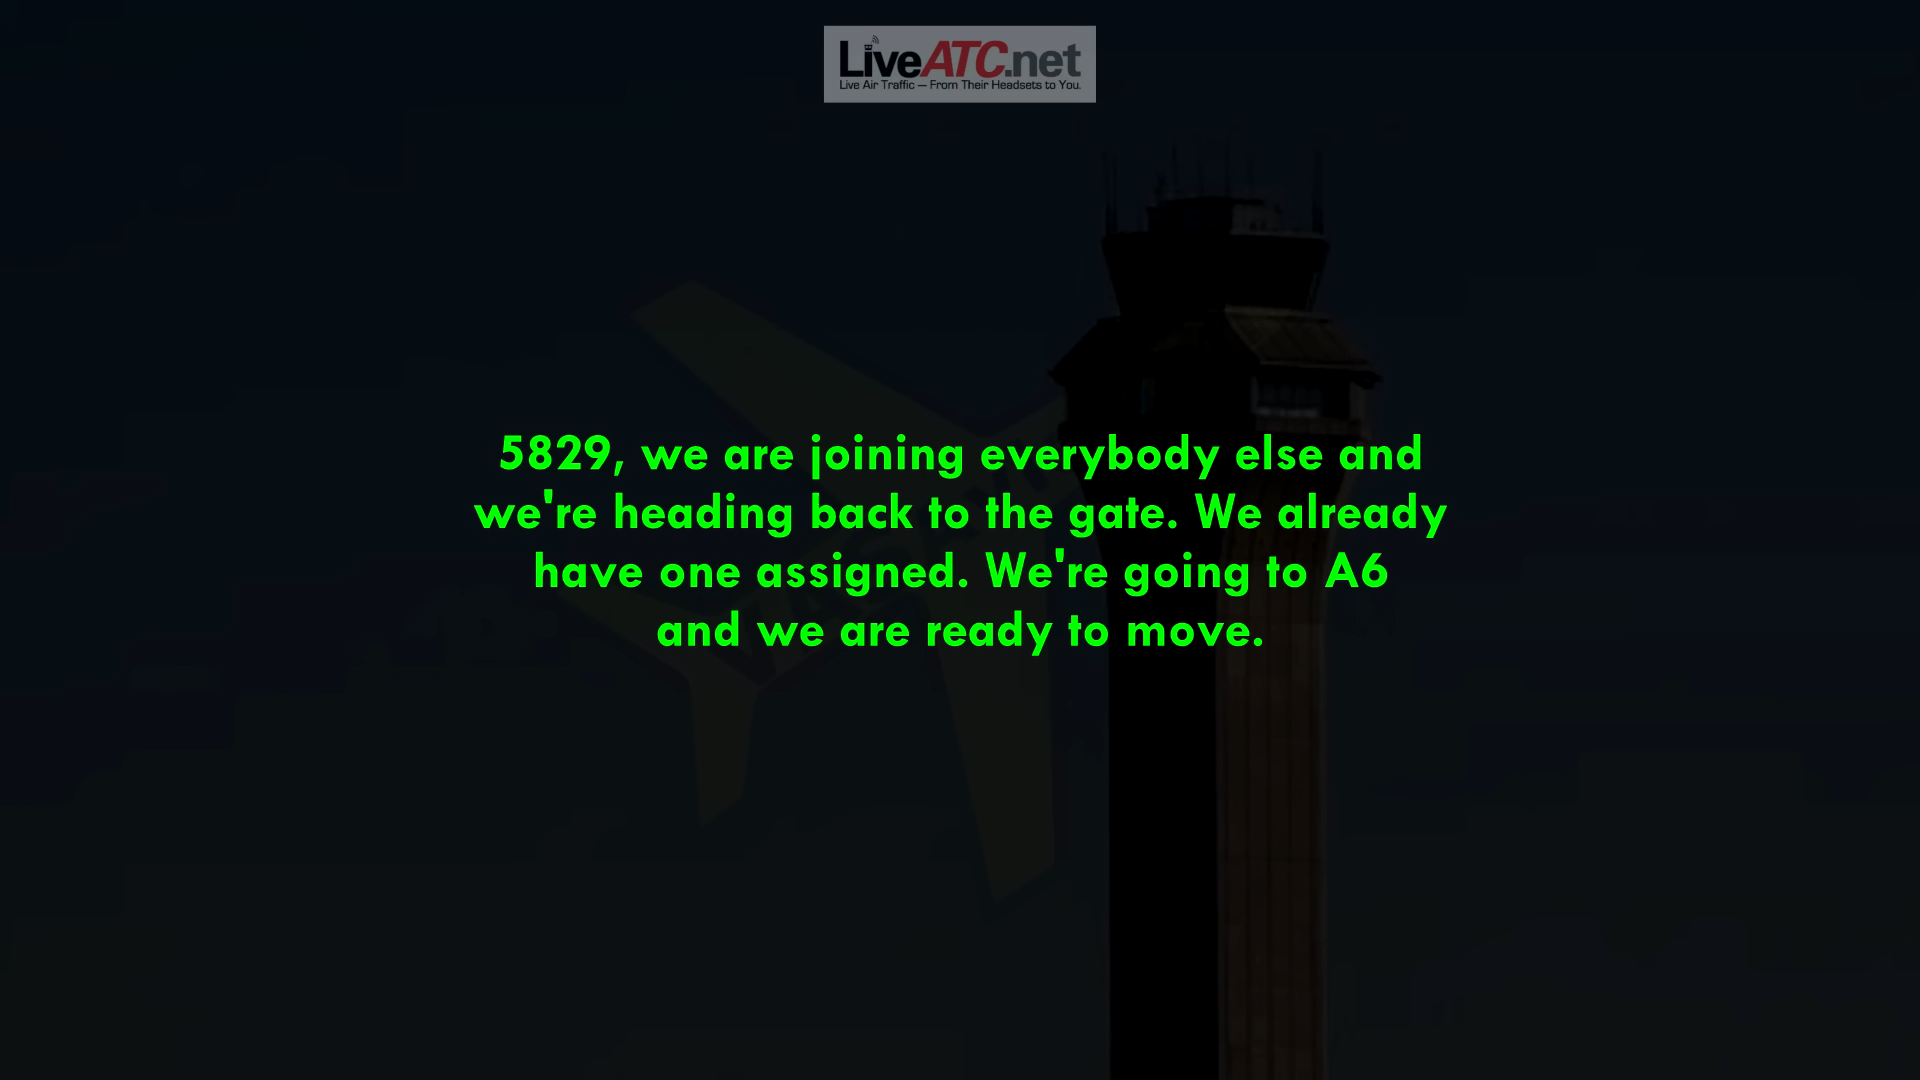 LiveATC.net
Live Air Traffic — From Their Headsets to You.
5829, we are joining everybody else and
we're heading back to the gate. We already
have one assigned. We're going to A6
and we are ready to move.